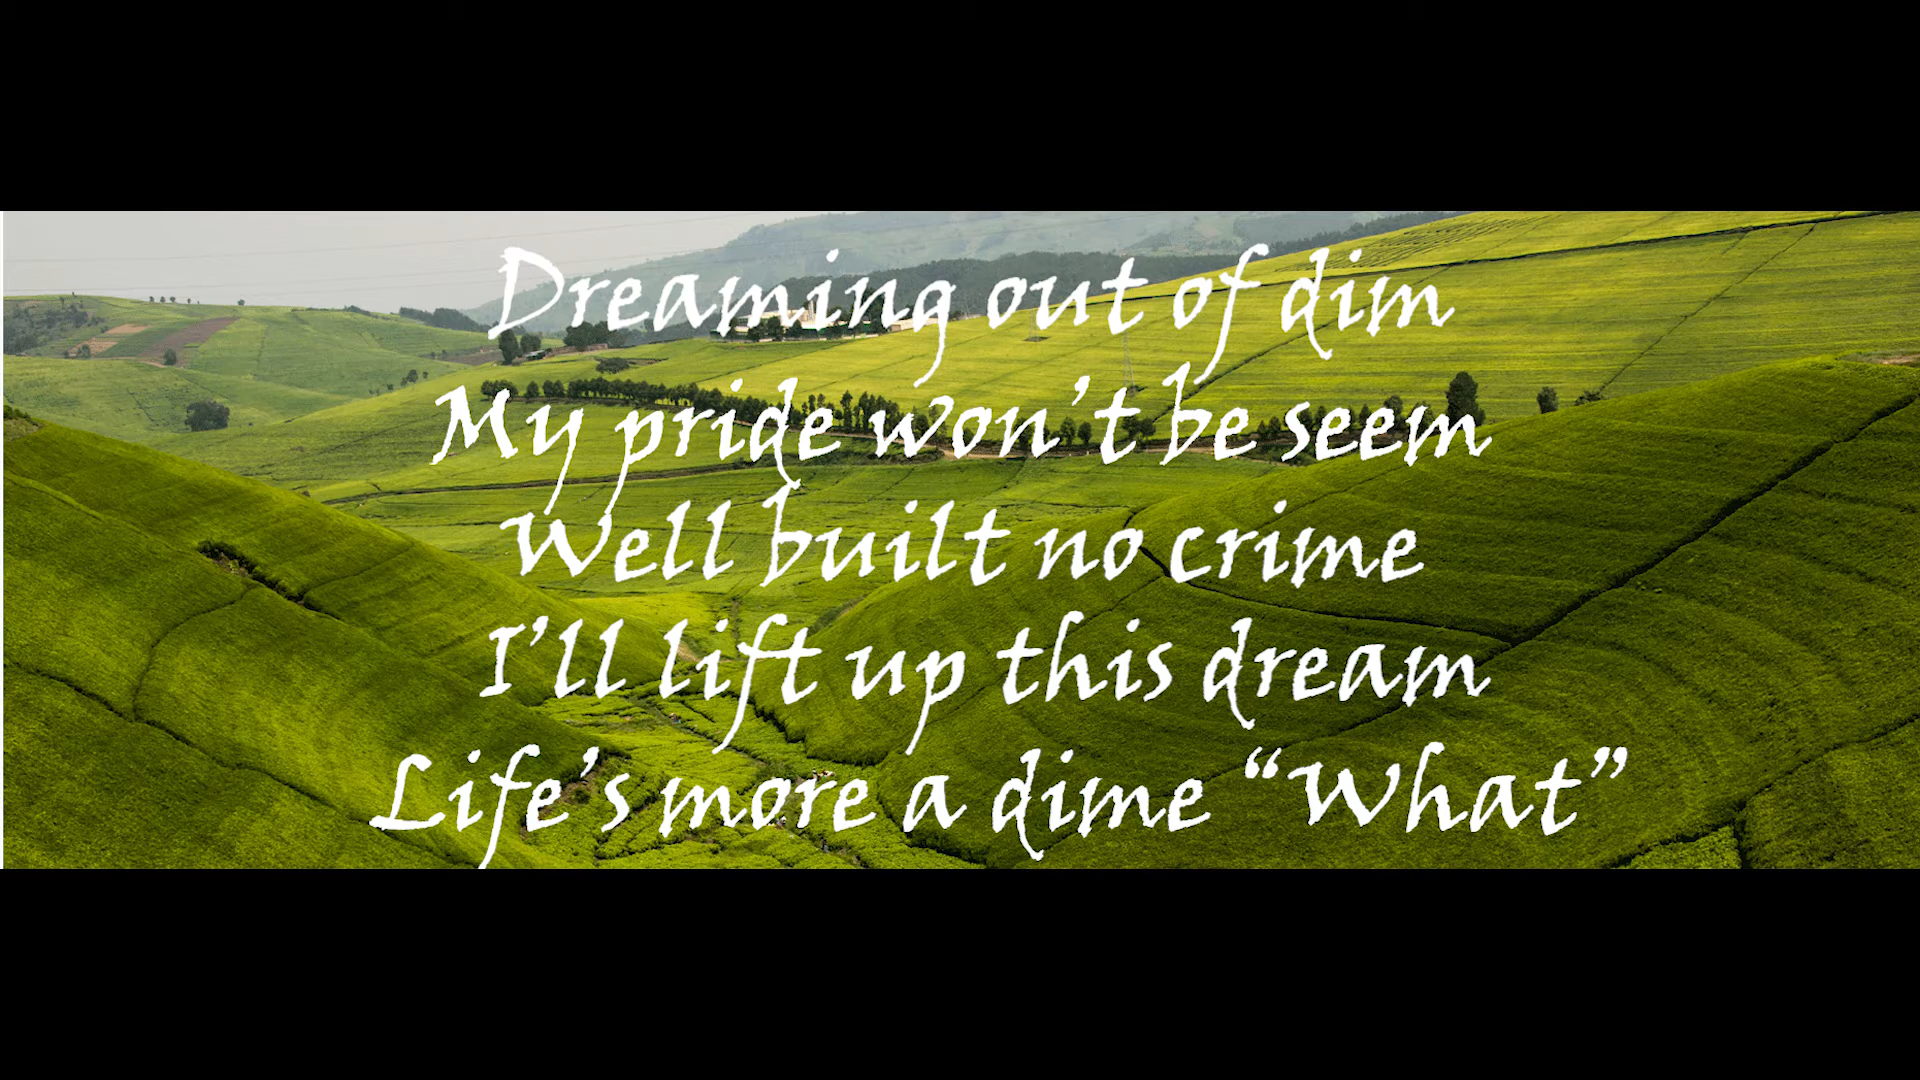 Dreaming out of dim
My pride won’t be seem
Well built no crime
I’ll lift up this dream
Life’s more a dime “What”